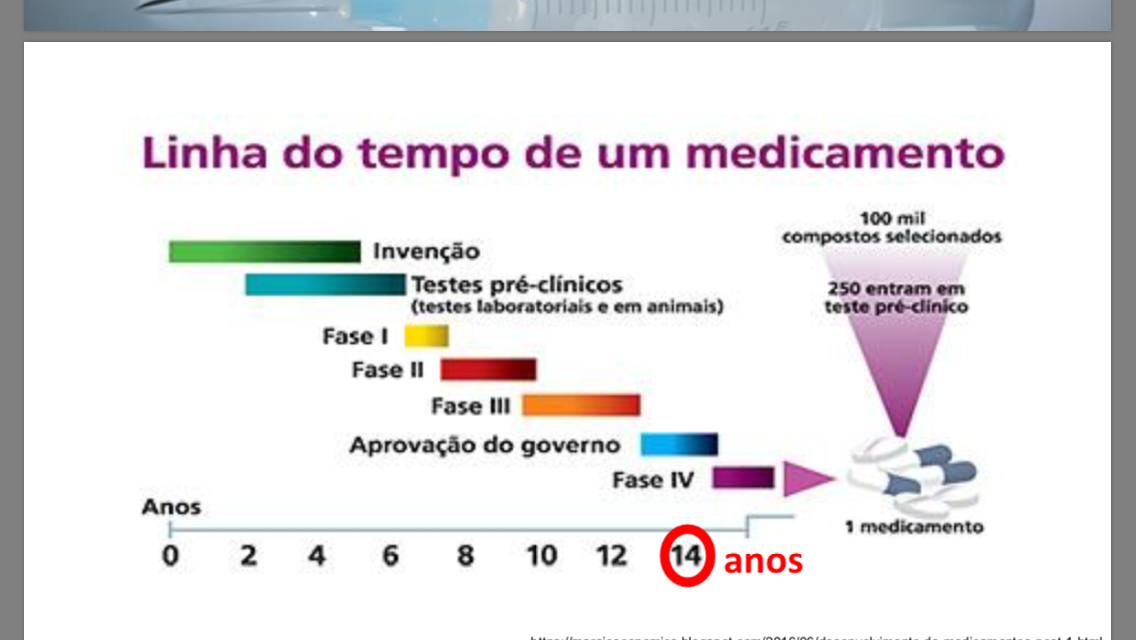 Linha do tempo de um medicamento
100 mil
compostos selecionados
250 entram em
teste pré-clínico
Invenção
Testes pré-clínicos
(testes laboratoriais e em animais)
Fase I
Fase II
Fase III
Aprovação do governo
Fase IV
1 medicamento
Anos
0 2 4 6 8 10 12 14 anos